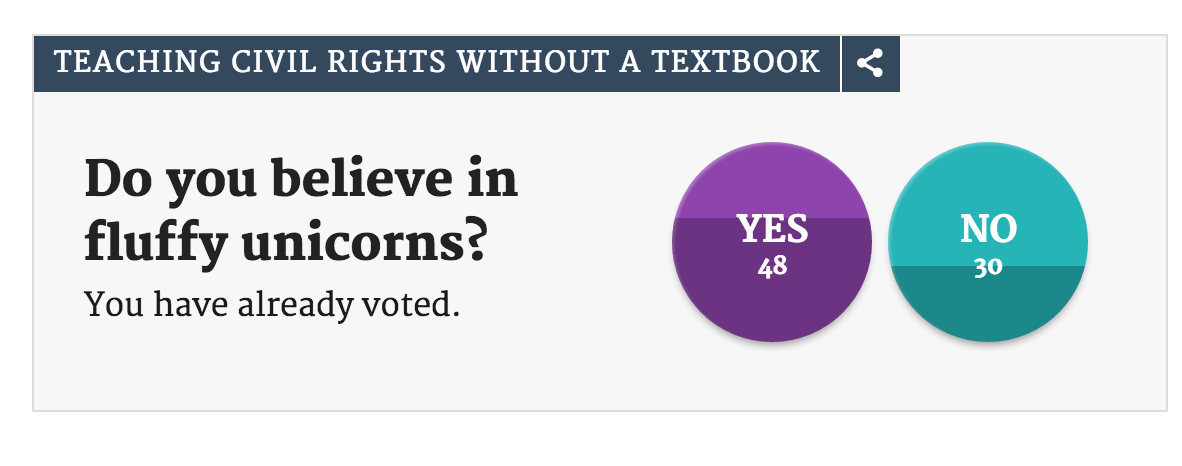 TEACHING CIVIL RIGHTS WITHOUT A TEXTBOOK
Do you believe in
fluffy unicorns?
You have already voted.
YES
48
NO
30